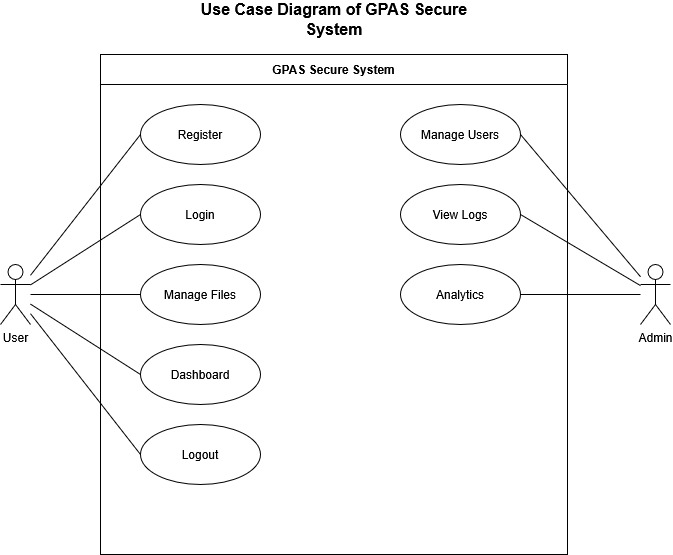 Use Case Diagram of GPAS Secure
System
GPAS Secure System
Register
Manage Users
Login
View Logs
Manage Files
Analytics
User
Admin
Dashboard
Logout